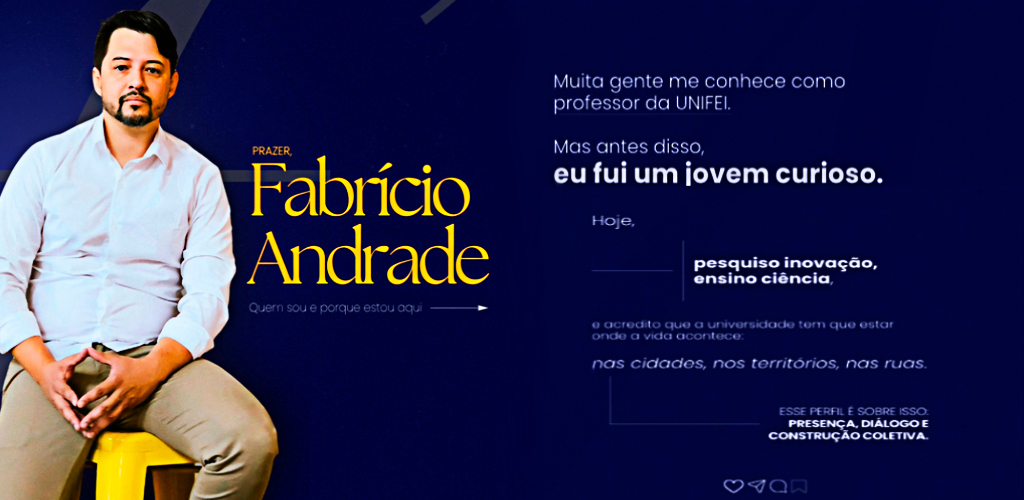 PRAZER,
Fabrício
Andrade
Quem sou e porque estou aqui
Muita gente me conhece como
professor da UNIFEI.
Mas antes disso,
eu fui um jovem curioso.
Hoje,
pesquiso inovação,
ensino ciência,
e acredito que a universidade tem que estar
onde a vida acontece:
nas cidades, nos territórios, nas ruas.
ESSE PERFIL É SOBRE ISSO:
PRESENÇA, DIÁLOGO E
CONSTRUÇÃO COLETIVA.